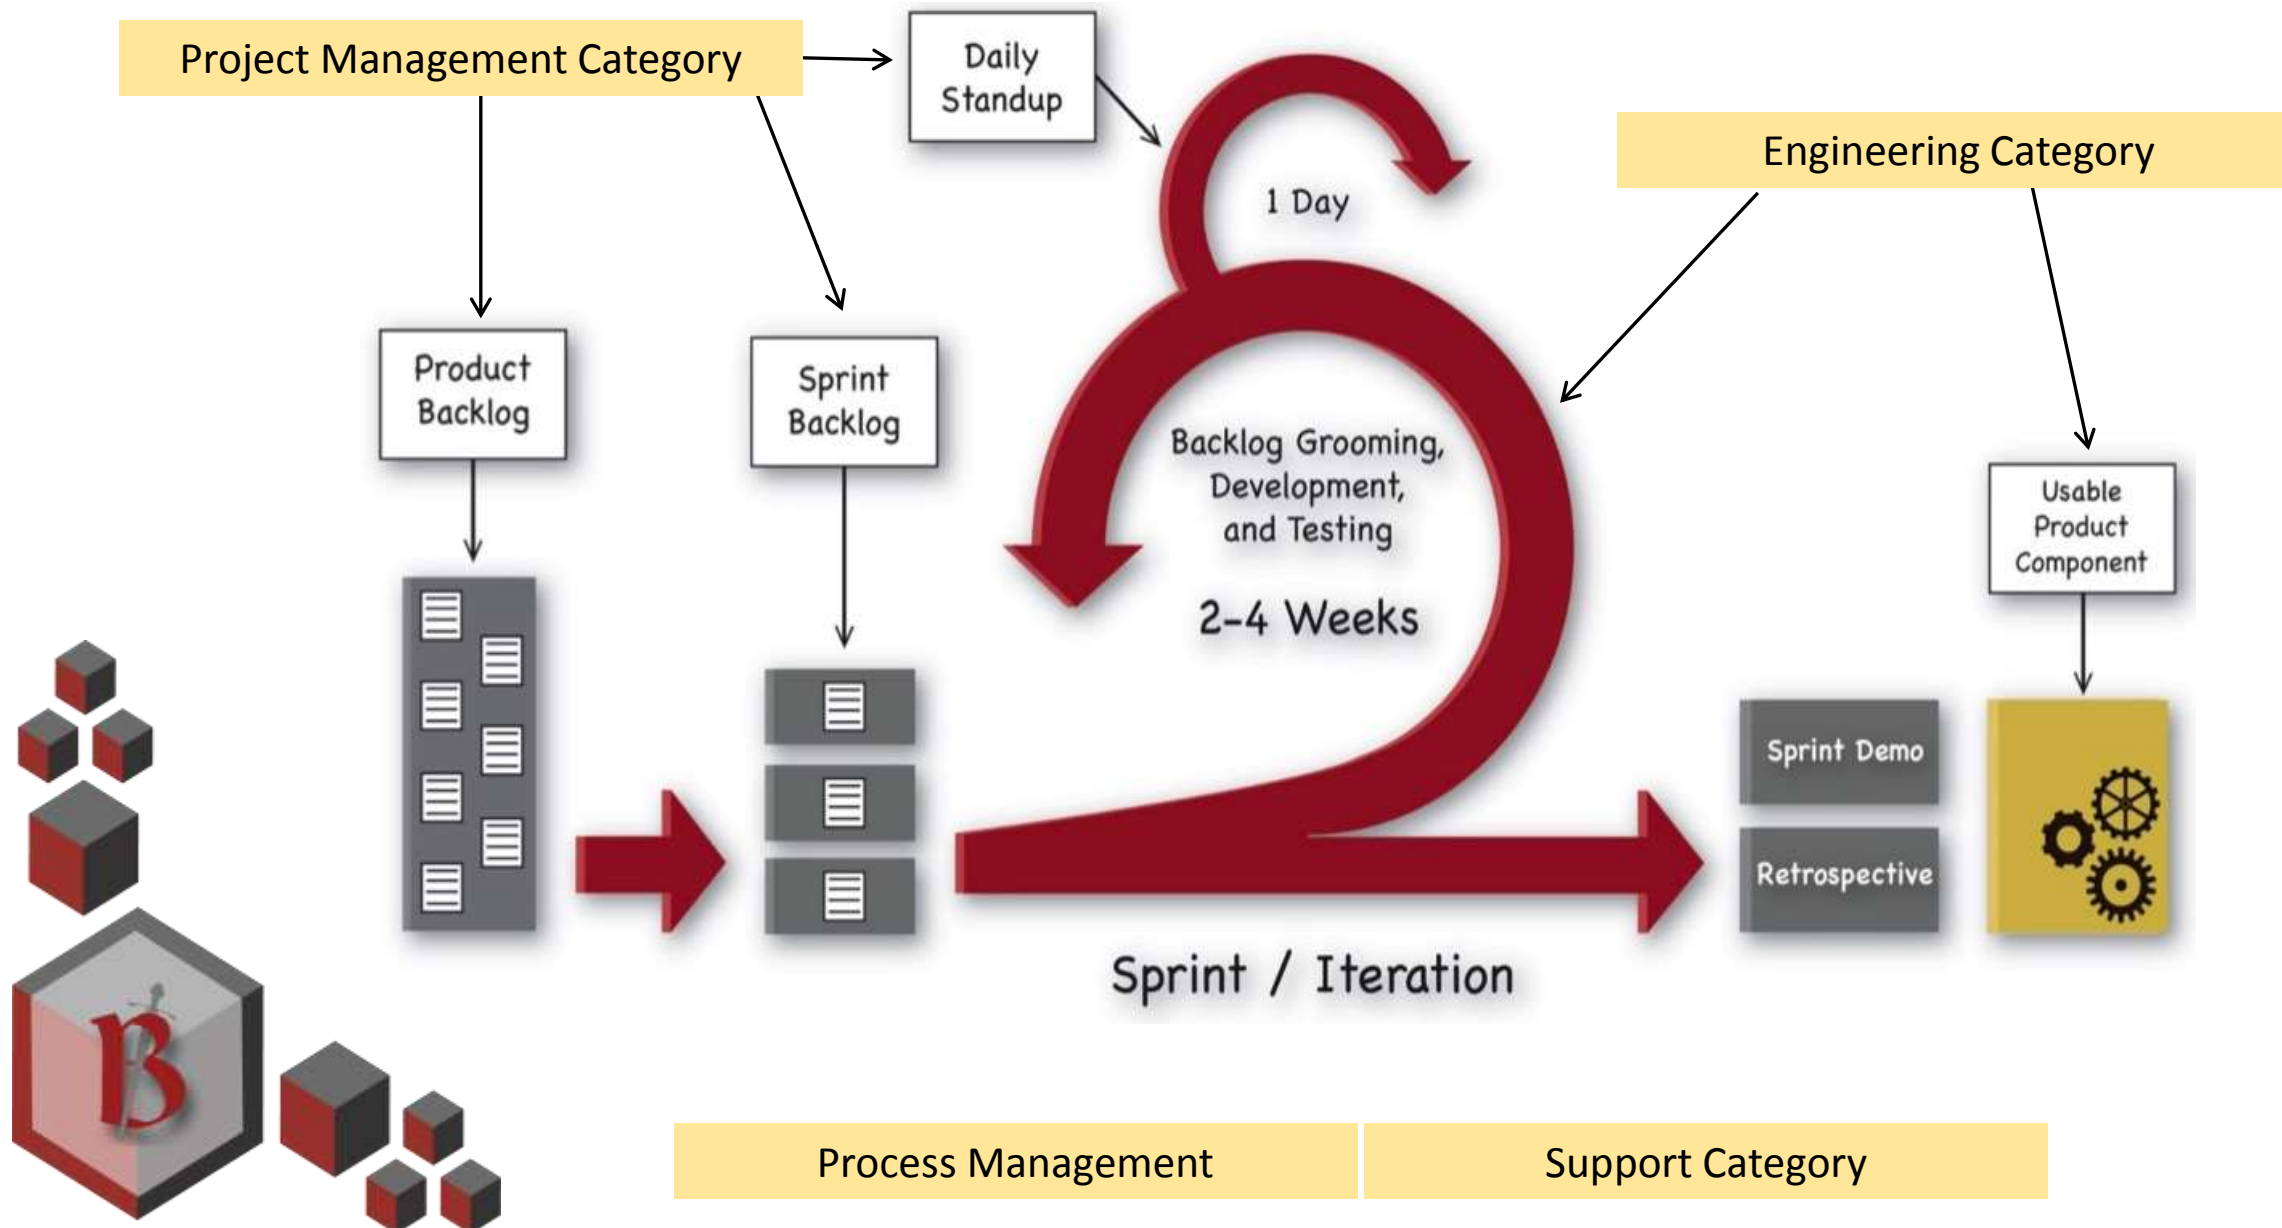 Project Management Category
Daily
Standup
Engineering Category
1 Day
Product
Backlog
Sprint
Backlog
Backlog Grooming,
Development,
and Testing
2-4 Weeks
Usable
Product
Component
Sprint Demo
Retrospective
Sprint / Iteration
B
Process Management
Support Category